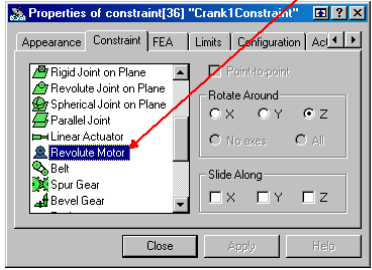 Properties of constraint[36] "Crank1Constraint"
Appearance Constraint FEA Limits Configuration
Rigid Joint on Plane
Revolute Joint on Plane
Spherical Joint on Plane
Parallel Joint
Linear Actuator
Revolute Motor
Belt
Spur Gear
Bevel Gear
Point-to-point
Rotate Around
X Y Z
No axes All
Slide Along
X Y Z
Close Apply Help